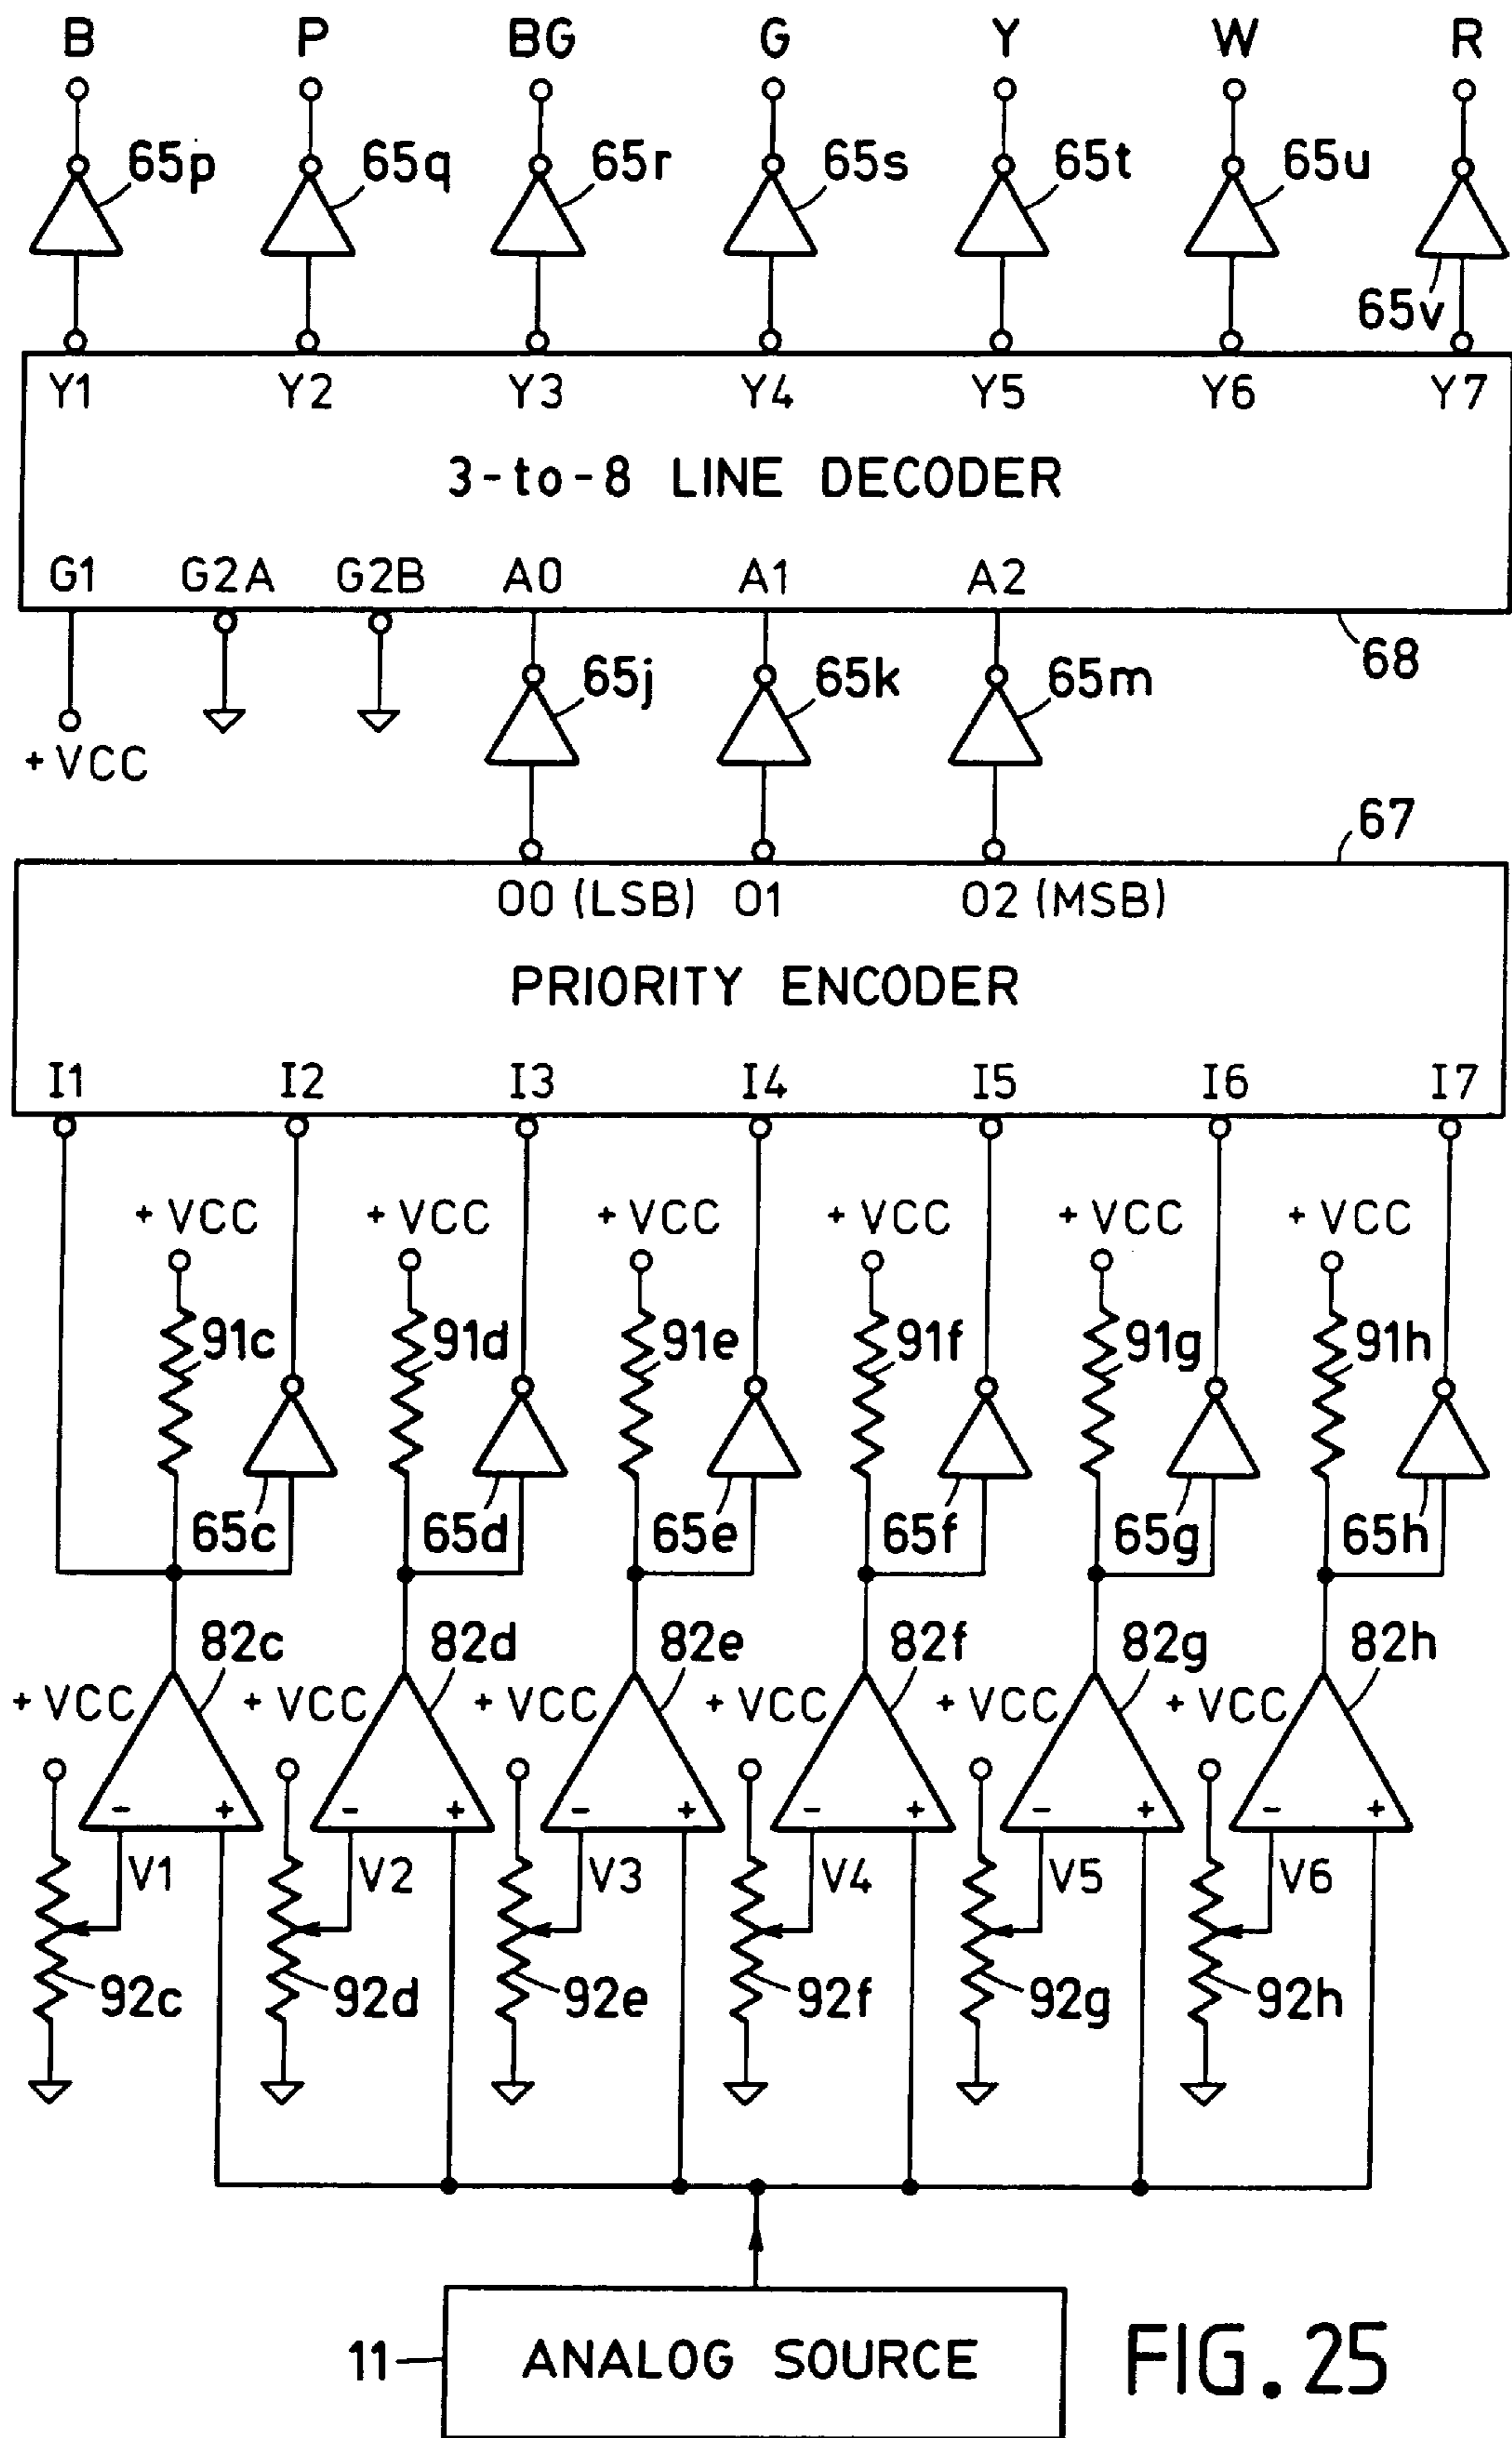 B P BG G Y W R
65p 65q 65r 65s 65t 65u
65v
Y1 Y2 Y3 Y4 Y5 Y6 Y7
3-to-8 LINE DECODER
G1 G2A G2B A0 A1 A2
68
65j 65k 65m
+ VCC
67
O0 (LSB) O1 O2 (MSB)
PRIORITY ENCODER
I1 I2 I3 I4 I5 I6 I7
+ VCC + VCC + VCC + VCC + VCC + VCC
91c 91d 91e 91f 91g 91h
65c 65d 65e 65f 65g 65h
82c 82d 82e 82f 82g 82h
+ VCC + VCC + VCC + VCC + VCC + VCC
- + - + - + - + - + - +
V1 V2 V3 V4 V5 V6
92c 92d 92e 92f 92g 92h
11 ANALOG SOURCE
FIG. 25